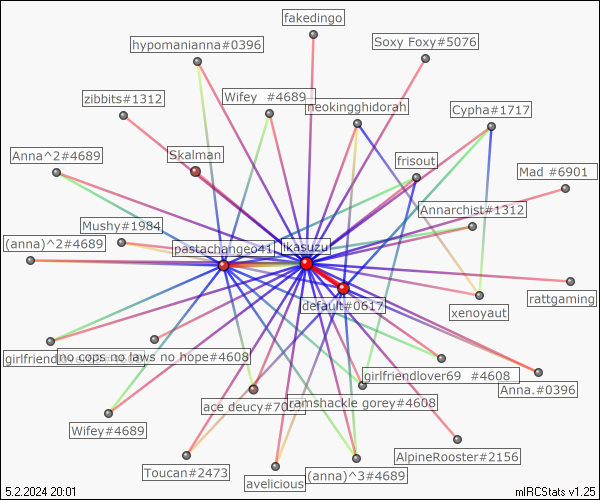 fakedingo
hypomanianna#0396
Soxy Foxy#5076
zibbits#1312
Wifey #4689
neokingghidorah
Cypha#1717
Anna^2#4689
Skalman
frisout
Mad #6901
Annarchist#1312
Mushy#1984
(anna)^2#4689
pastachangeo41
likasuzu
default#0617
xenoyaut
rattgaming
girlfriend
no cops no laws no hope#4608
girlfriendlover69 #4608
Anna.#0396
ace deucy#70
ramshackle gorey#4608
Wifey#4689
AlpineRooster#2156
Toucan#2473
avelicious
(anna)^3#4689
5.2.2024 20:01
mIRCStats v1.25